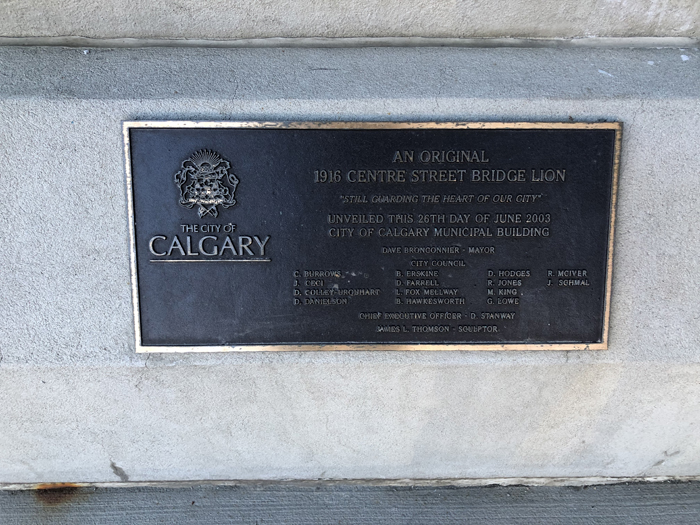 THE CITY OF
CALGARY
AN ORIGINAL
1916 CENTRE STREET BRIDGE LION
"STILL GUARDING THE HEART OF OUR CITY"
UNVEILED THIS 26TH DAY OF JUNE 2003
CITY OF CALGARY MUNICIPAL BUILDING
DAVE BRONCONNIER - MAYOR
CITY COUNCIL
C. BURROWS B. ERSKINE D. HODGES R. MCIVER
J. CECI D. FARRELL R. JONES J. SCHMAL
D. COLLEY-URQUHART L. FOX MELLWAY M. KING
D. DANIELSON B. HAWKESWORTH G. LOWE
CHIEF EXECUTIVE OFFICER - D. STANWAY
JAMES L. THOMSON - SCULPTOR